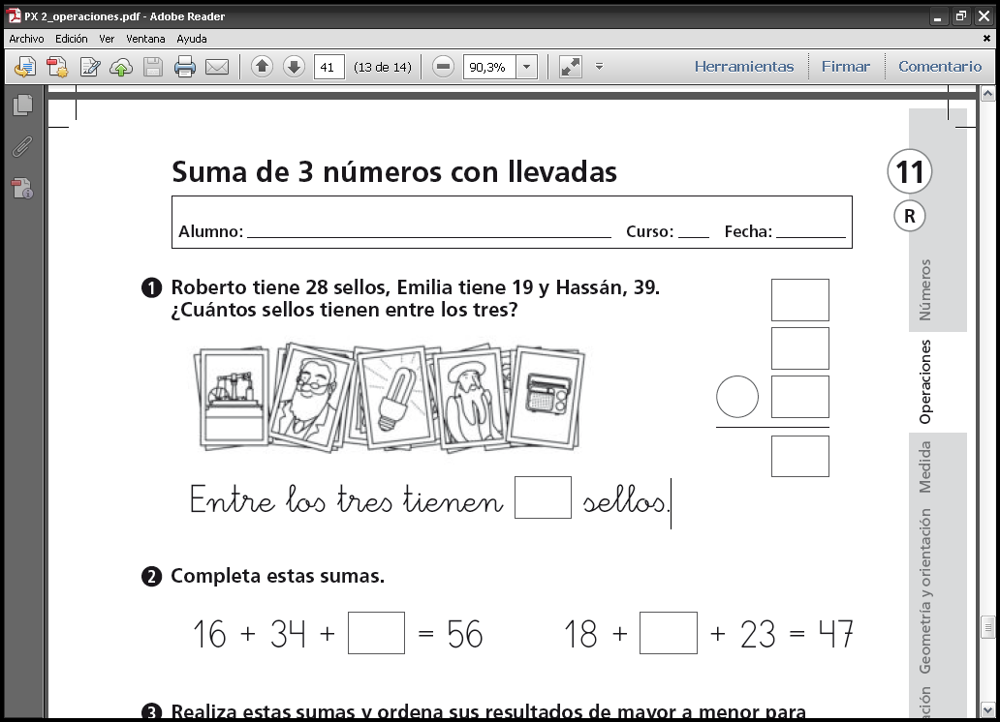 PX 2_operaciones.pdf - Adobe Reader
Archivo Edición Ver Ventana Ayuda
41 (13 de 14) 90,3% Herramientas Firmar Comentario
Suma de 3 números con llevadas
11
R
Alumno: Curso: Fecha:
1 Roberto tiene 28 sellos, Emilia tiene 19 y Hassán, 39.
¿Cuántos sellos tienen entre los tres?
Entre los tres tienen sellos.
2 Completa estas sumas.
16 + 34 + = 56
18 + + 23 = 47
3 Realiza estas sumas y ordena sus resultados de mayor a menor para
Números
Operaciones
Medida
Geometría y orientación
ación